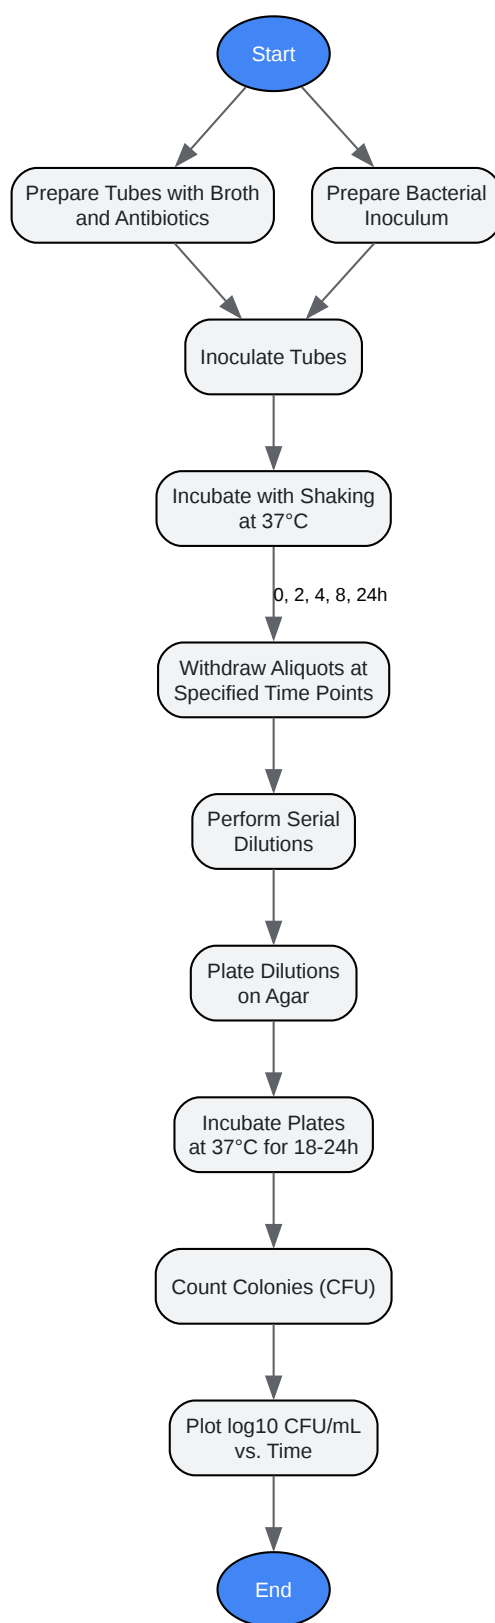 Start
Prepare Tubes with Broth
and Antibiotics
Prepare Bacterial
Inoculum
Inoculate Tubes
Incubate with Shaking
at 37°C
0, 2, 4, 8, 24h
Withdraw Aliquots at
Specified Time Points
Perform Serial
Dilutions
Plate Dilutions
on Agar
Incubate Plates
at 37°C for 18-24h
Count Colonies (CFU)
Plot log10 CFU/mL
vs. Time
End